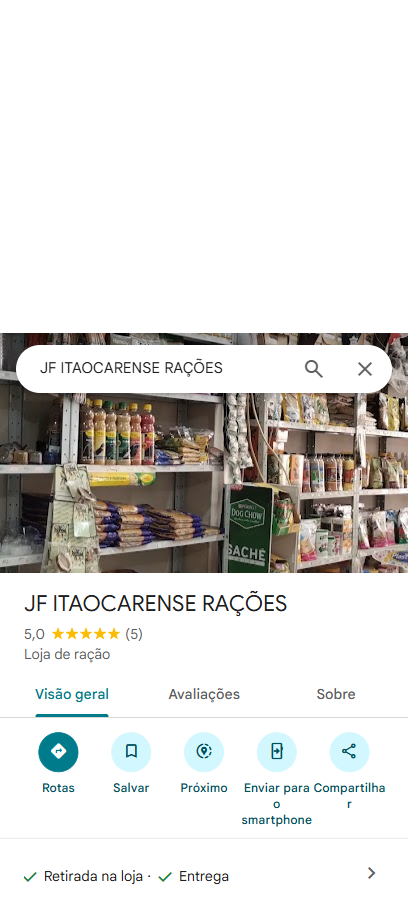 JF ITAOCARENSE RAÇÕES
DOG CHOW
SACHÊ
JF ITAOCARENSE RAÇÕES
5,0 (5)
Loja de ração
Visão geral
Avaliações
Sobre
Rotas
Salvar
Próximo
Enviar para
o
smartphone
Compartilha
r
Retirada na loja · Entrega